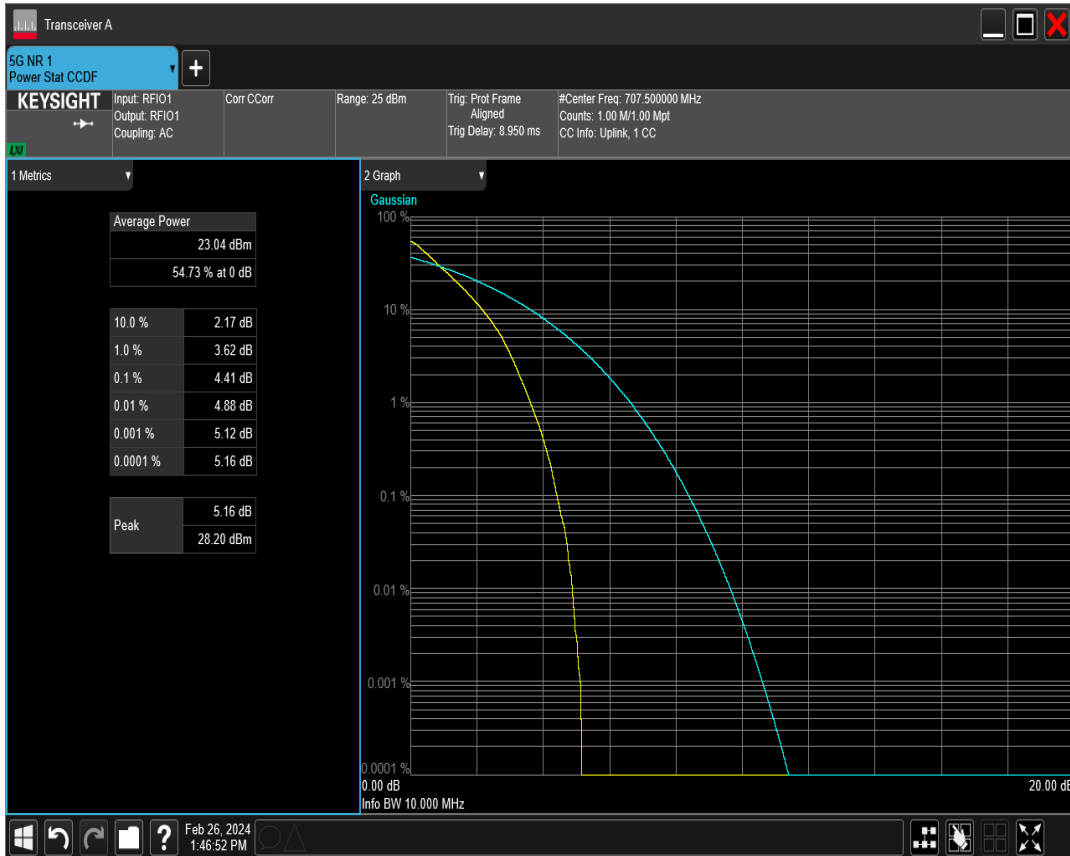 Transceiver A
5G NR 1
Power Stat CCDF
KEYSIGHT
LXI
Input: RFIO1
Output: RFIO1
Coupling: AC
Corr CCorr
Range: 25 dBm
Trig: Prot Frame
Aligned
Trig Delay: 8.950 ms
#Center Freq: 707.500000 MHz
Counts: 1.00 M/1.00 Mpt
CC Info: Uplink, 1 CC
1 Metrics
Average Power
23.04 dBm
54.73 % at 0 dB
10.0 % 2.17 dB
1.0 % 3.62 dB
0.1 % 4.41 dB
0.01 % 4.88 dB
0.001 % 5.12 dB
0.0001 % 5.16 dB
Peak
5.16 dB
28.20 dBm
2 Graph
Gaussian
100 %
10 %
1 %
0.1 %
0.01 %
0.001 %
0.0001 %
0.00 dB 20.00 dB
Info BW 10.000 MHz
? Feb 26, 2024
1:46:52 PM